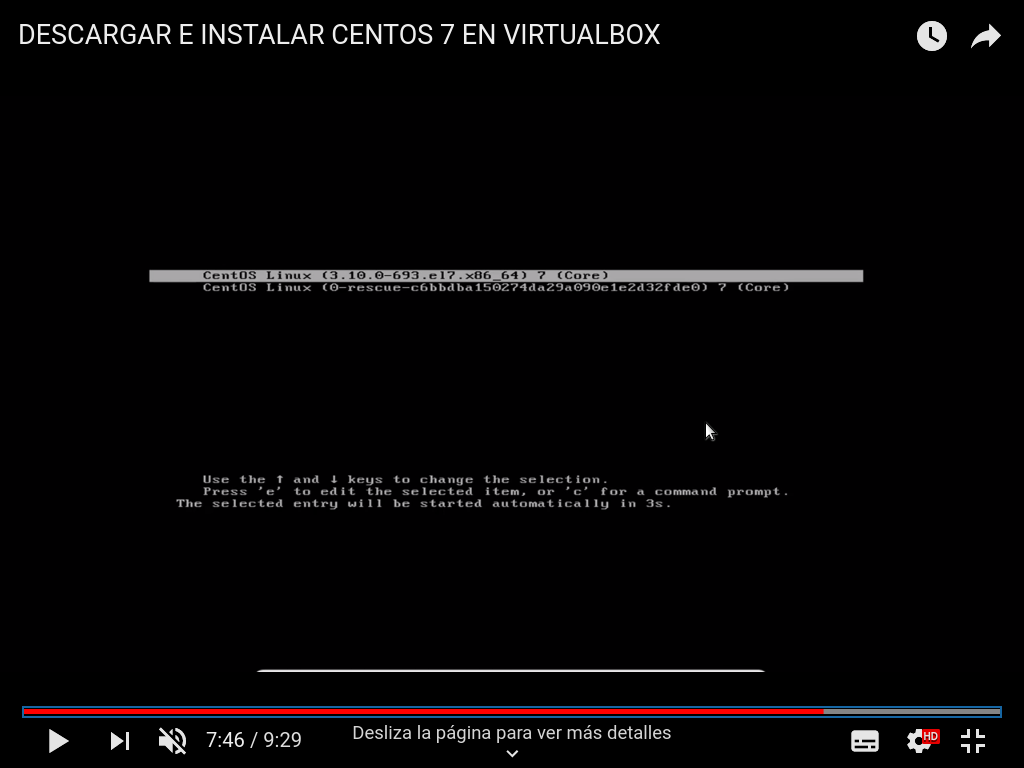 DESCARGAR E INSTALAR CENTOS 7 EN VIRTUALBOX
CentOS Linux (3.10.0-693.el7.x86_64) 7 (Core)
CentOS Linux (0-rescue-c6bbdba150274da29a090e1e2d32fde0) 7 (Core)
Use the ↑ and ↓ keys to change the selection.
Press 'e' to edit the selected item, or 'c' for a command prompt.
The selected entry will be started automatically in 3s.
7:46 / 9:29
Desliza la página para ver más detalles
HD